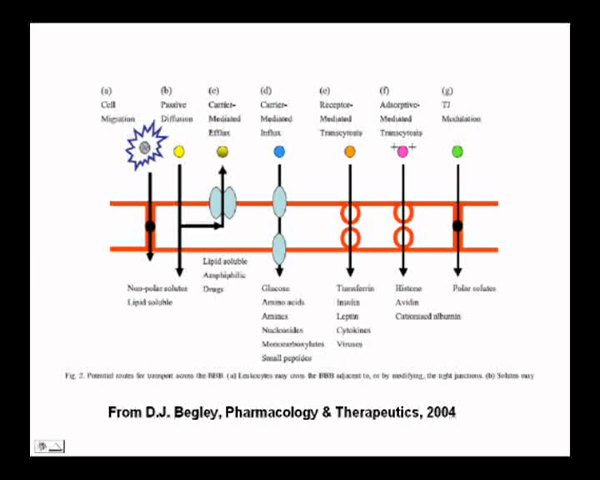 (a) (b) (c) (d) (e) (f) (g)
Cell Passive Carrier- Carrier- Receptor- Adsorptive- TJ
Migration Diffusion Mediated Mediated Mediated Mediated Modulation
Efflux Influx Transcytosis Transcytosis
+ +
Lipid soluble
Amphiphilic
Drugs
Non-polar solutes
Lipid soluble
Glucose
Amino acids
Amines
Nucleosides
Monocarboxylates
Small peptides
Transferrin
Insulin
Leptin
Cytokines
Viruses
Histone
Avidin
Cationised albumin
Polar solutes
Fig. 2. Potential routes for transport across the BBB. (a) Leukocytes may cross the BBB adjacent to, or by modifying, the tight junctions. (b) Solutes may
From D.J. Begley, Pharmacology & Therapeutics, 2004